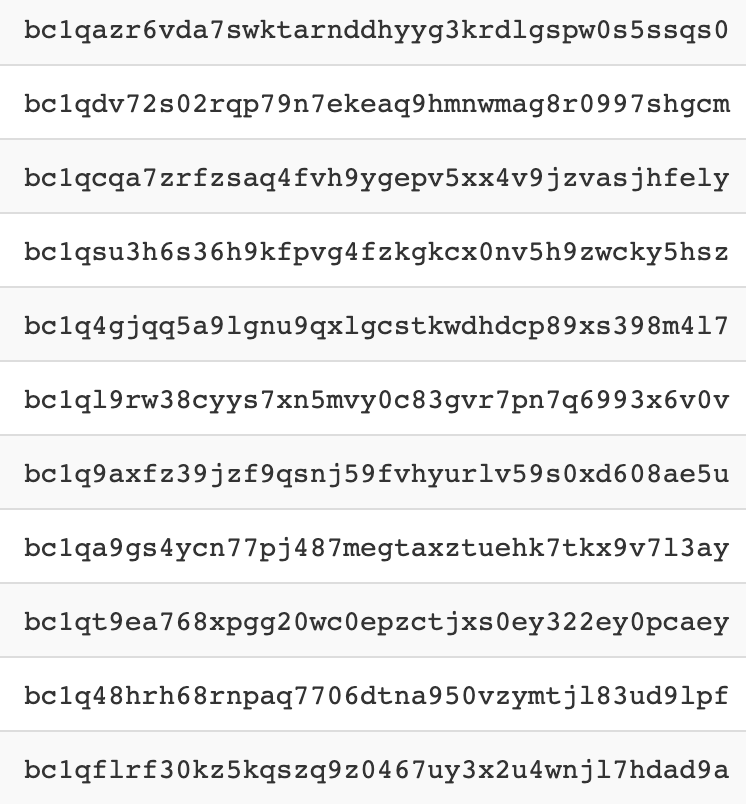 bc1qazr6vda7swktarnddhyyg3krdlgspw0s5ssqs0
bc1qdv72s02rqp79n7ekeaq9hmnwmag8r0997shgcm
bc1qcqa7zrfzsaq4fvh9ygepv5xx4v9jzvasjhfely
bc1qsu3h6s36h9kfpvg4fzkgkcx0nv5h9zwcky5hsz
bc1q4gjqq5a9lgnu9qxlgcstkwdhdcp89xs398m4l7
bc1ql9rw38cyys7xn5mvy0c83gvr7pn7q6993x6v0v
bc1q9axfz39jzf9qsnj59fvhyurlv59s0xd608ae5u
bc1qa9gs4ycn77pj487megtaxztuehk7tkx9v7l3ay
bc1qt9ea768xpgg20wc0epzctjxs0ey322ey0pcaey
bc1q48hrh68rnpaq7706dtna950vzymtjl83ud9lpf
bc1qflrf30kz5kqszq9z0467uy3x2u4wnjl7hdad9a